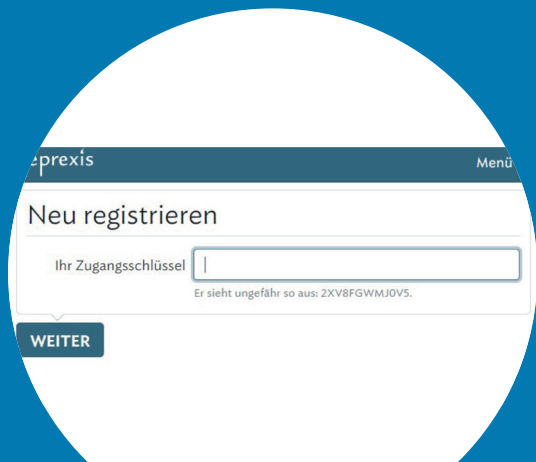 eprexis
Menü
Neu registrieren
Ihr Zugangsschlüssel
Er sieht ungefähr so aus: 2XV8FGWMJ0V5.
WEITER